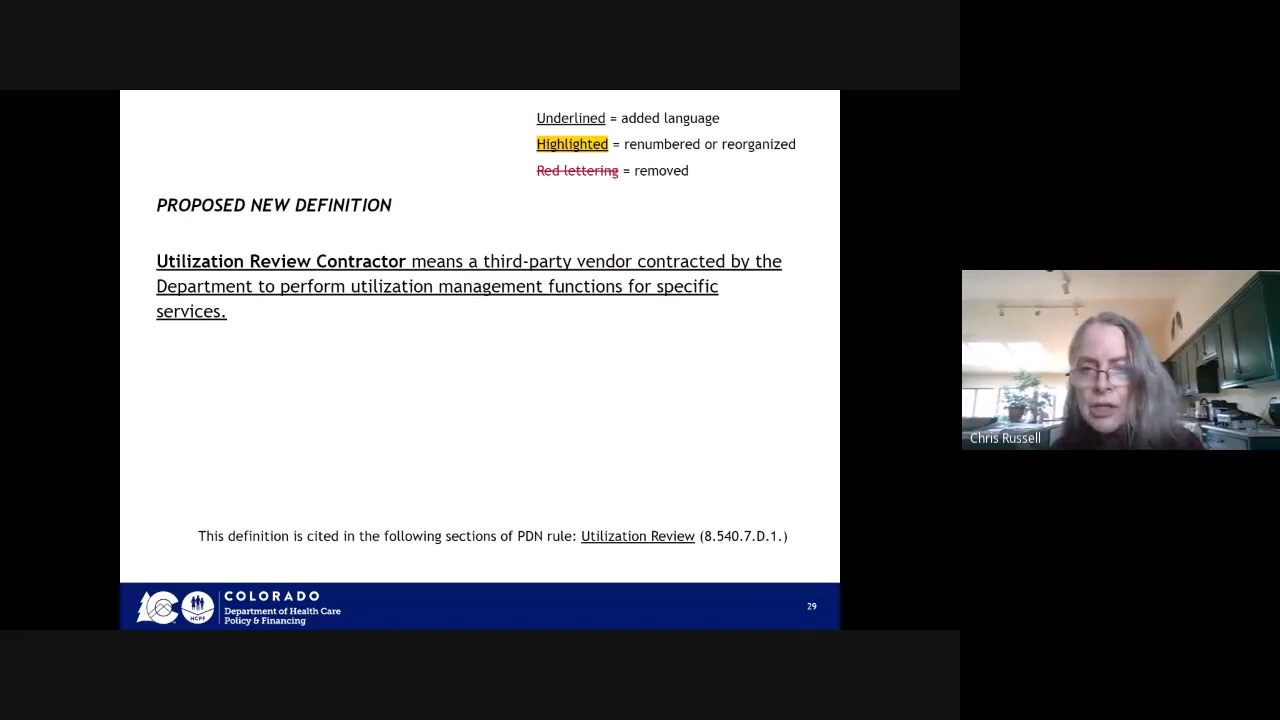 Underlined = added language
Highlighted = renumbered or reorganized
Red lettering = removed
PROPOSED NEW DEFINITION
Utilization Review Contractor means a third-party vendor contracted by the
Department to perform utilization management functions for specific
services.
This definition is cited in the following sections of PDN rule: Utilization Review (8.540.7.D.1.)
HCPF
COLORADO
Department of Health Care
Policy & Financing
29
Chris Russell